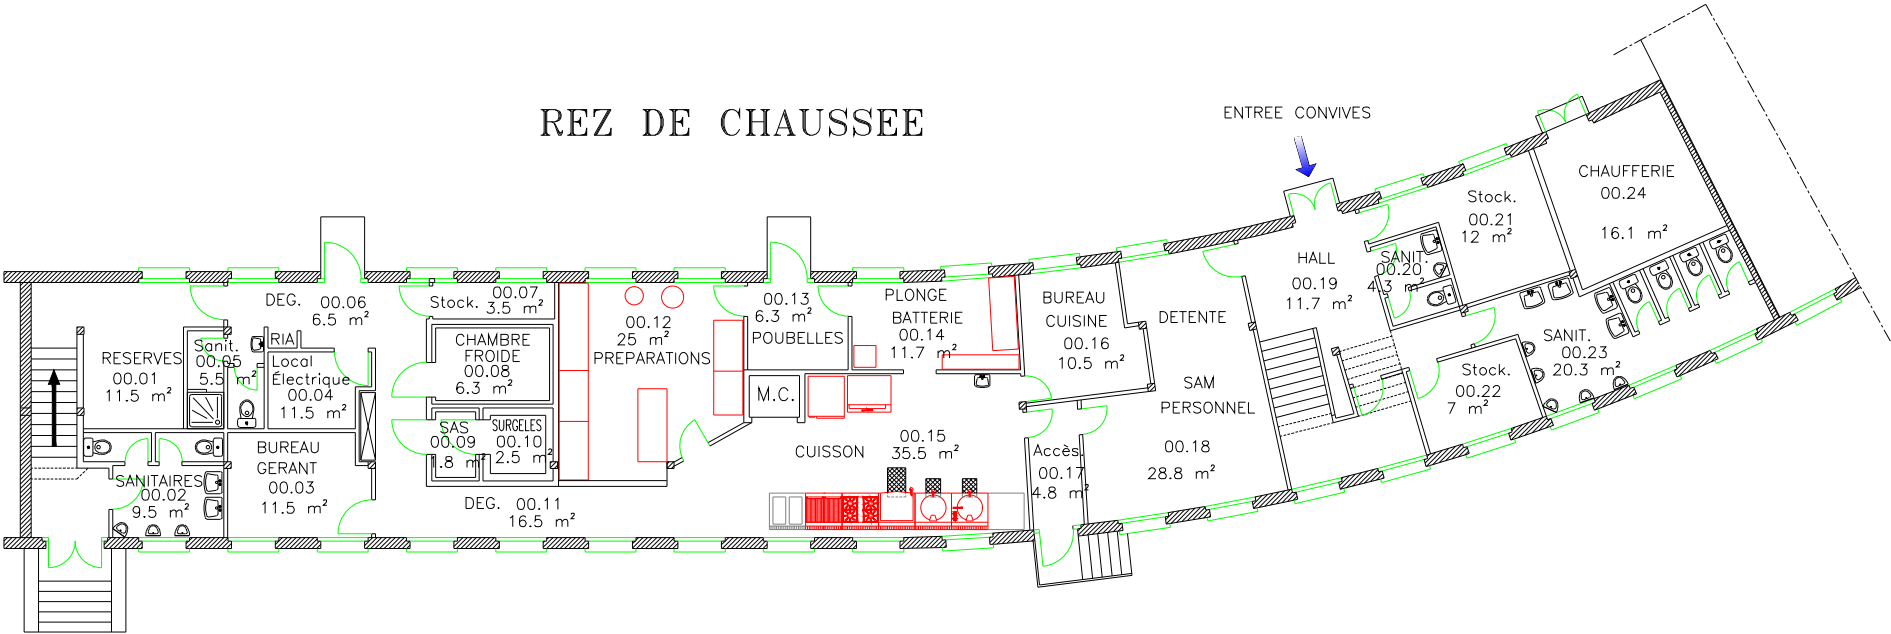 REZ DE CHAUSSEE
ENTREE CONVIVES
RESERVES
00.01
11.5 m²
SANITAIRES
00.02
9.5 m²
BUREAU
GERANT
00.03
11.5 m²
Local
Électrique
00.04
11.5 m²
Sanit.
00.05
5.5 m²
RIA
DEG.
00.06
6.5 m²
Stock.
00.07
3.5 m²
CHAMBRE
FROIDE
00.08
6.3 m²
SAS
00.09
1.8 m²
SURGELES
00.10
2.5 m²
DEG. 00.11
16.5 m²
00.12
25 m²
PREPARATIONS
00.13
6.3 m²
POUBELLES
M.C.
PLONGE
BATTERIE
00.14
11.7 m²
CUISSON
00.15
35.5 m²
BUREAU
CUISINE
00.16
10.5 m²
Accès.
00.17
4.8 m²
DETENTE
SAM
PERSONNEL
00.18
28.8 m²
HALL
00.19
11.7 m²
SANIT.
00.20
4.3 m²
Stock.
00.21
12 m²
Stock.
00.22
7 m²
SANIT.
00.23
20.3 m²
CHAUFFERIE
00.24
16.1 m²